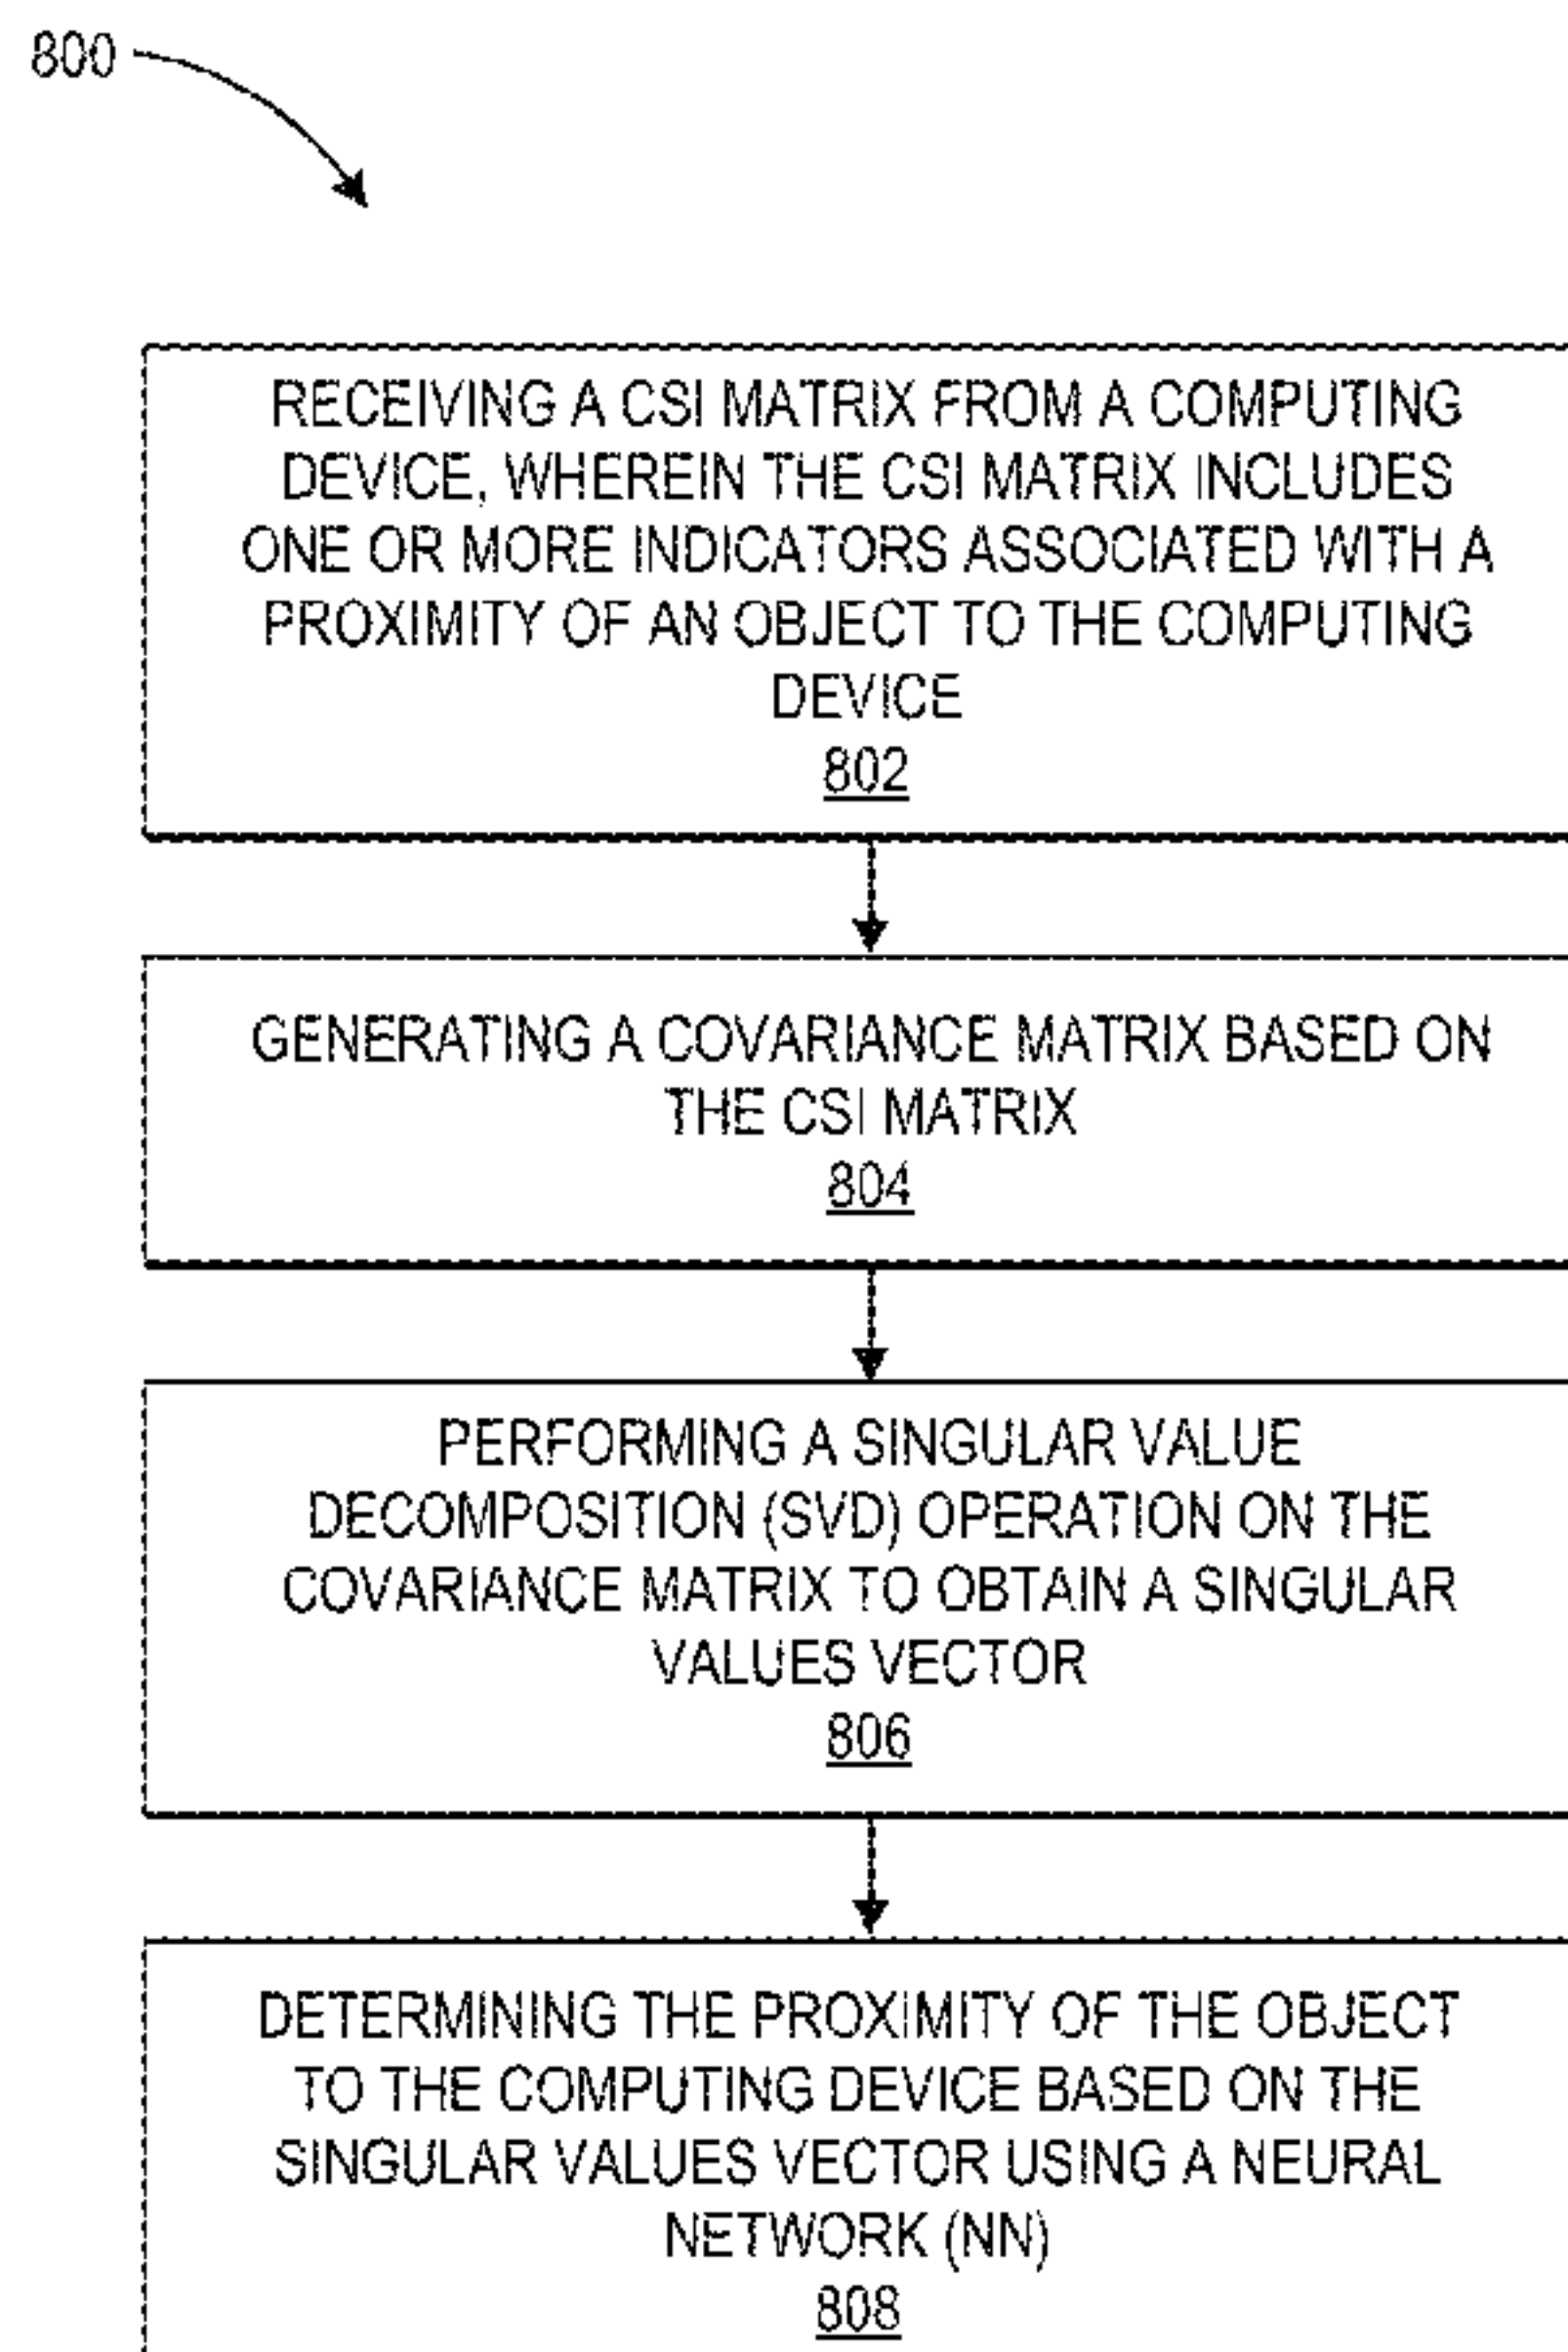 800
RECEIVING A CSI MATRIX FROM A COMPUTING
DEVICE, WHEREIN THE CSI MATRIX INCLUDES
ONE OR MORE INDICATORS ASSOCIATED WITH A
PROXIMITY OF AN OBJECT TO THE COMPUTING
DEVICE
802
GENERATING A COVARIANCE MATRIX BASED ON
THE CSI MATRIX
804
PERFORMING A SINGULAR VALUE
DECOMPOSITION (SVD) OPERATION ON THE
COVARIANCE MATRIX TO OBTAIN A SINGULAR
VALUES VECTOR
806
DETERMINING THE PROXIMITY OF THE OBJECT
TO THE COMPUTING DEVICE BASED ON THE
SINGULAR VALUES VECTOR USING A NEURAL
NETWORK (NN)
808